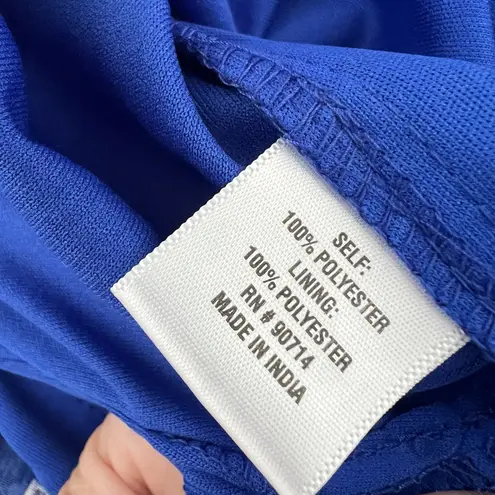 SELF:
100% POLYESTER
LINING:
100% POLYESTER
RN # 90714
MADE IN INDIA